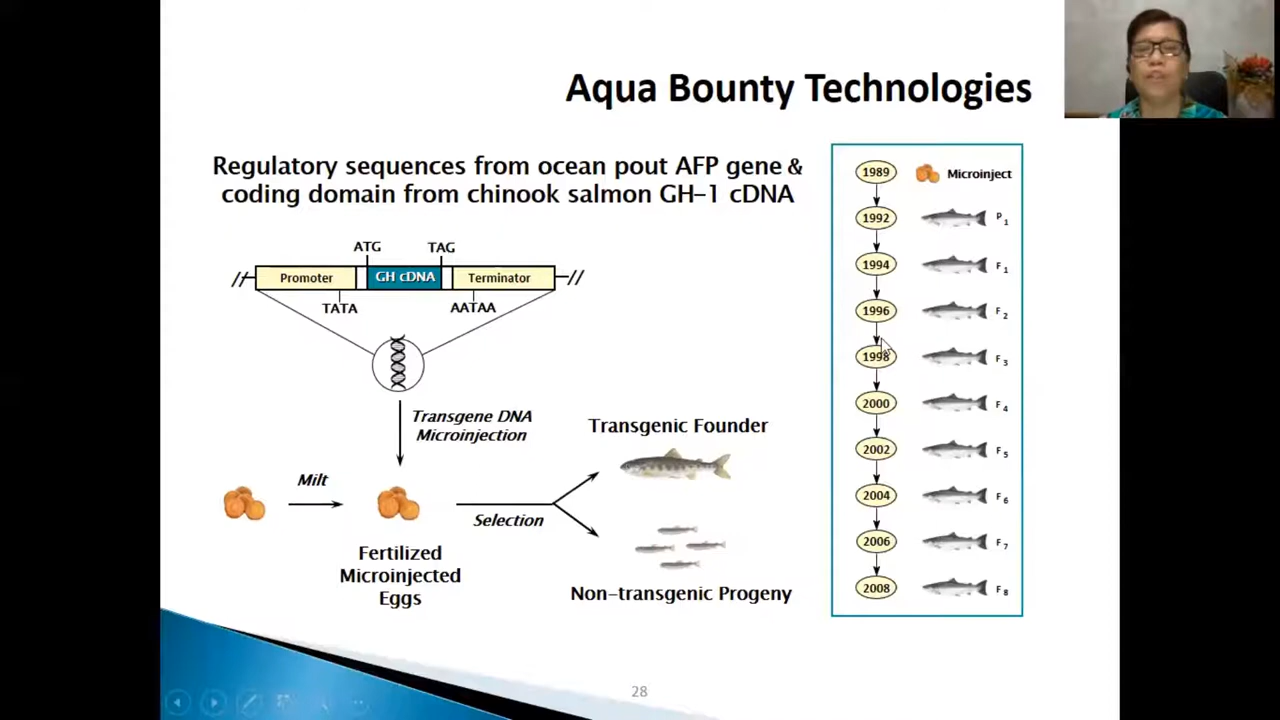 Aqua Bounty Technologies
Regulatory sequences from ocean pout AFP gene &
coding domain from chinook salmon GH-1 cDNA
ATG TAG
Promoter GH cDNA Terminator
TATA AATAA
Transgene DNA
Microinjection
Milt
Selection
Fertilized
Microinjected
Eggs
Transgenic Founder
Non-transgenic Progeny
1989 Microinject
1992 P1
1994 F1
1996 F2
1998 F3
2000 F4
2002 F5
2004 F6
2006 F7
2008 F8
28